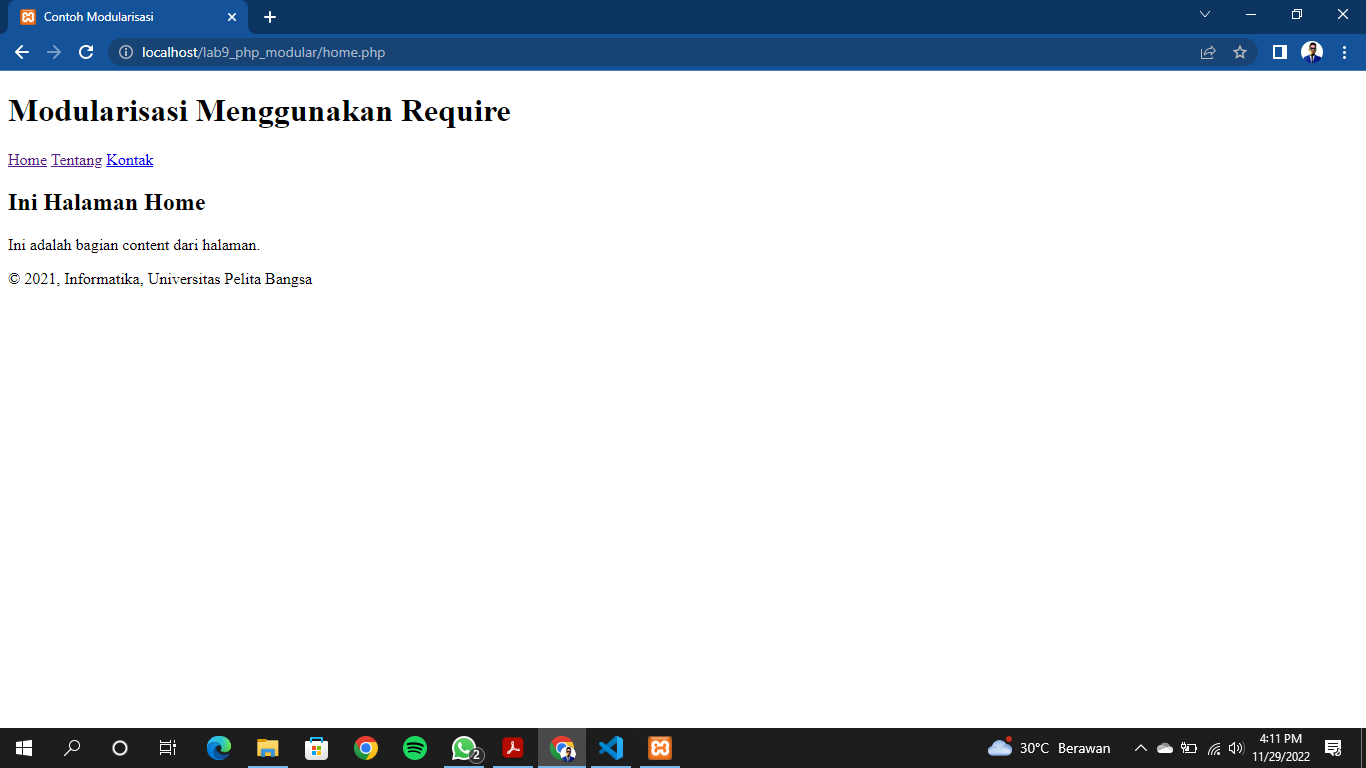 Contoh Modularisasi
localhost/lab9_php_modular/home.php
Modularisasi Menggunakan Require
Home Tentang Kontak
Ini Halaman Home
Ini adalah bagian content dari halaman.
© 2021, Informatika, Universitas Pelita Bangsa
2
30°C Berawan
4:11 PM
11/29/2022